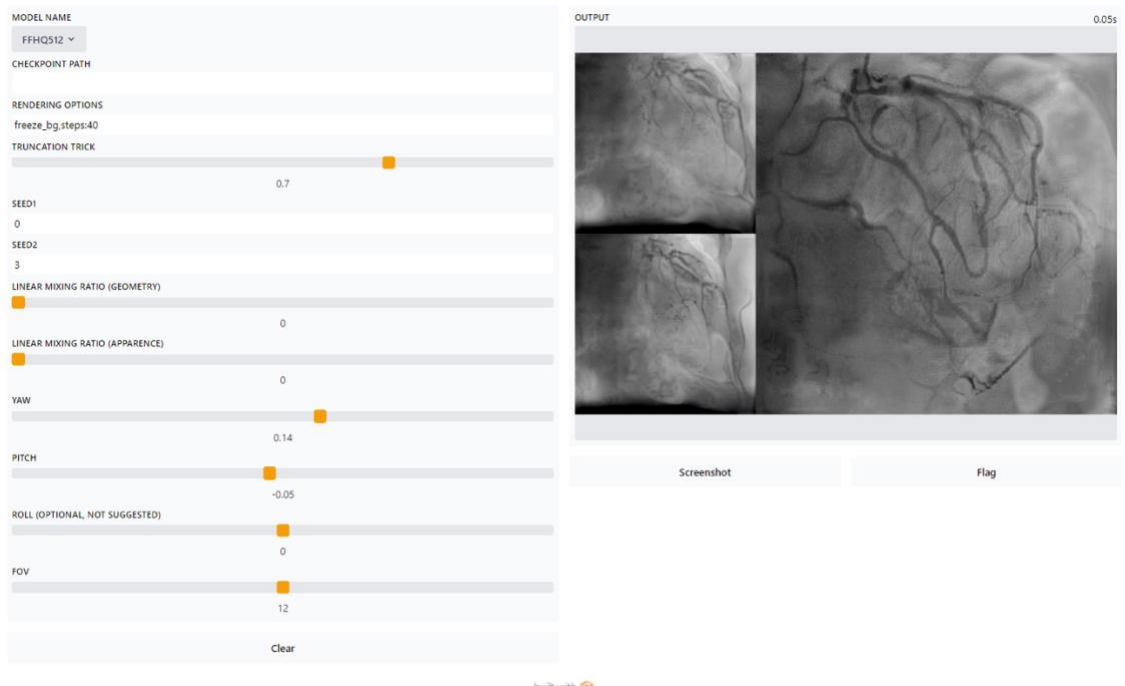 MODEL NAME
FFHQ512
CHECKPOINT PATH
RENDERING OPTIONS
freeze_bg,steps:40
TRUNCATION TRICK
0.7
SEED1
0
SEED2
3
LINEAR MIXING RATIO (GEOMETRY)
0
LINEAR MIXING RATIO (APPARENCE)
0
YAW
0.14
PITCH
-0.05
ROLL (OPTIONAL, NOT SUGGESTED)
0
FOV
12
Clear
OUTPUT 0.05s
Screenshot Flag